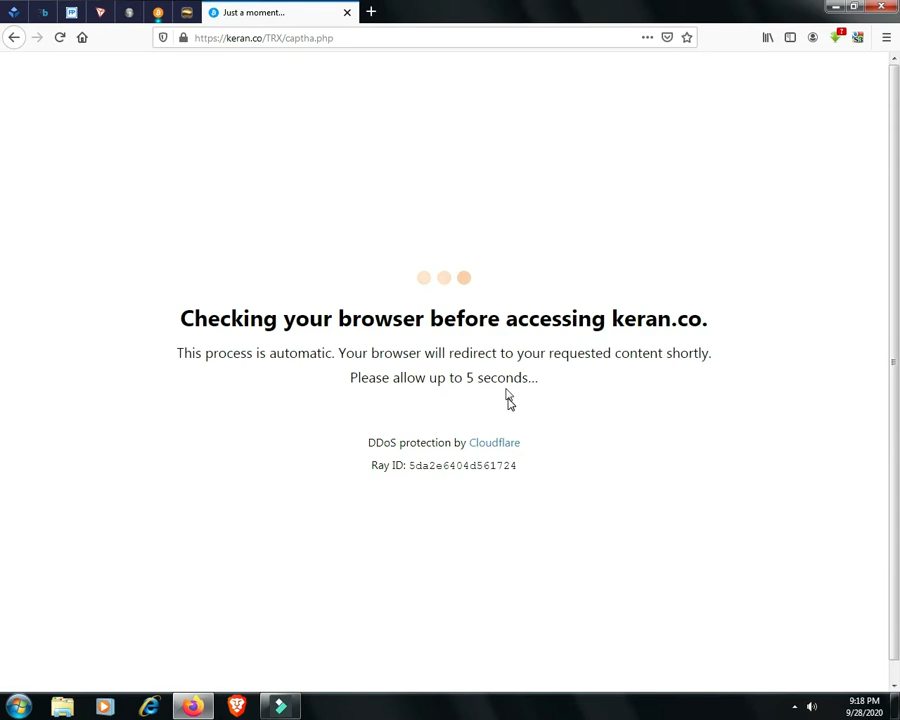 Just a moment...
https://keran.co/TRX/captha.php
Checking your browser before accessing keran.co.
This process is automatic. Your browser will redirect to your requested content shortly.
Please allow up to 5 seconds...
DDoS protection by Cloudflare
Ray ID: 5da2e6404d561724
9:18 PM
9/28/2020